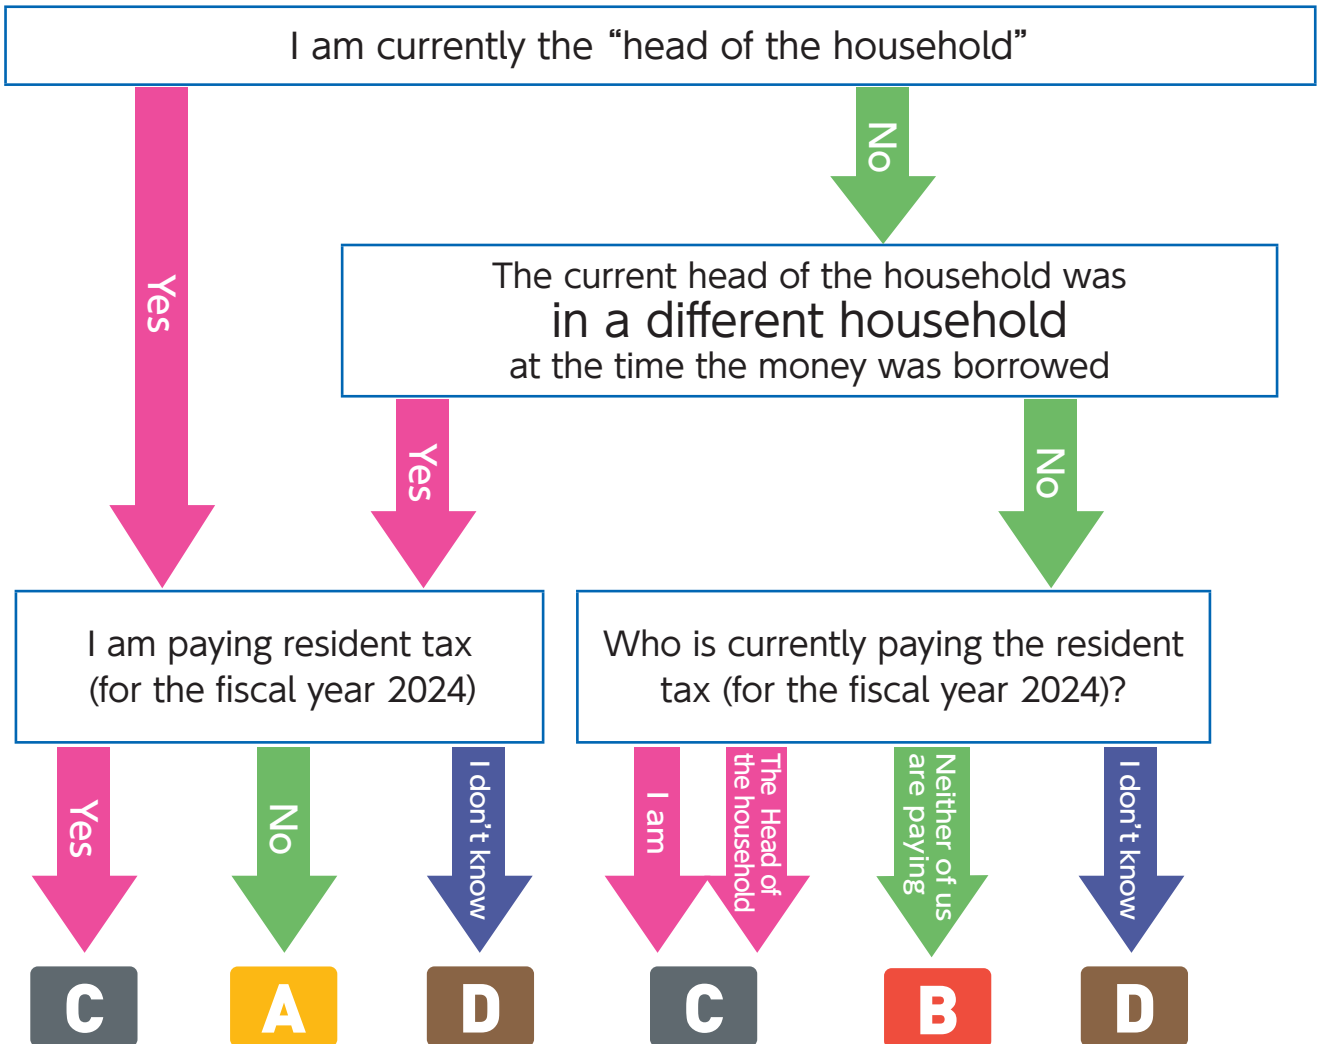 I am currently the “head of the household”
No
Yes
The current head of the household was
in a different household
at the time the money was borrowed
Yes
No
I am paying resident tax
(for the fiscal year 2024)
Who is currently paying the resident
tax (for the fiscal year 2024)?
Yes
No
I don't know
I am
The Head of
the household
Neither of us
are paying
I don't know
C
A
D
C
B
D